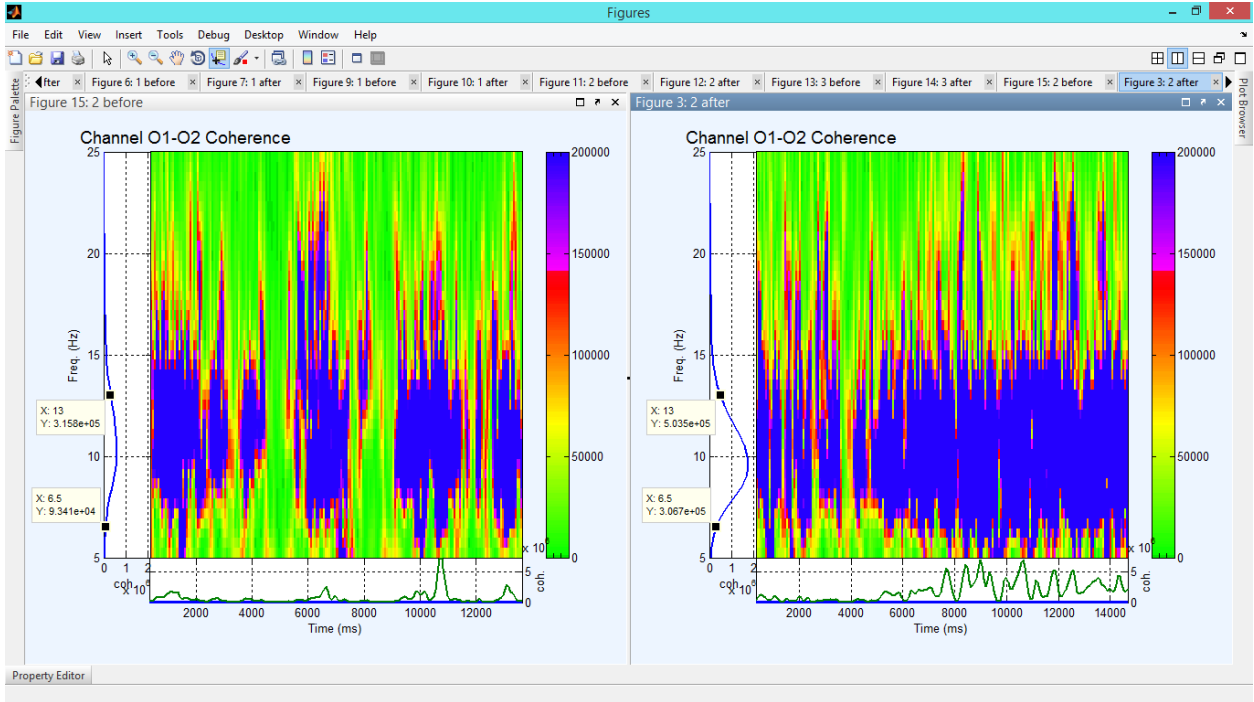 Figures
File Edit View Insert Tools Debug Desktop Window Help
fter Figure 6: 1 before Figure 7: 1 after Figure 9: 1 before Figure 10: 1 after Figure 11: 2 before Figure 12: 2 after Figure 13: 3 before Figure 14: 3 after Figure 15: 2 before Figure 3: 2 after
Figure Palette
Plot Browser
Figure 15: 2 before
Channel O1-O2 Coherence
25
20
15
10
5
Freq. (Hz)
X: 13
Y: 3.158e+05
X: 6.5
Y: 9.341e+04
0 1 2
coh.
x 10^6
200000
150000
100000
50000
0
x 10^6
5
0
coh.
2000 4000 6000 8000 10000 12000
Time (ms)
Figure 3: 2 after
Channel O1-O2 Coherence
25
20
15
10
5
Freq. (Hz)
X: 13
Y: 5.035e+05
X: 6.5
Y: 3.067e+05
0 1 2
coh.
x 10^6
200000
150000
100000
50000
0
x 10^6
5
0
coh.
2000 4000 6000 8000 10000 12000 14000
Time (ms)
Property Editor